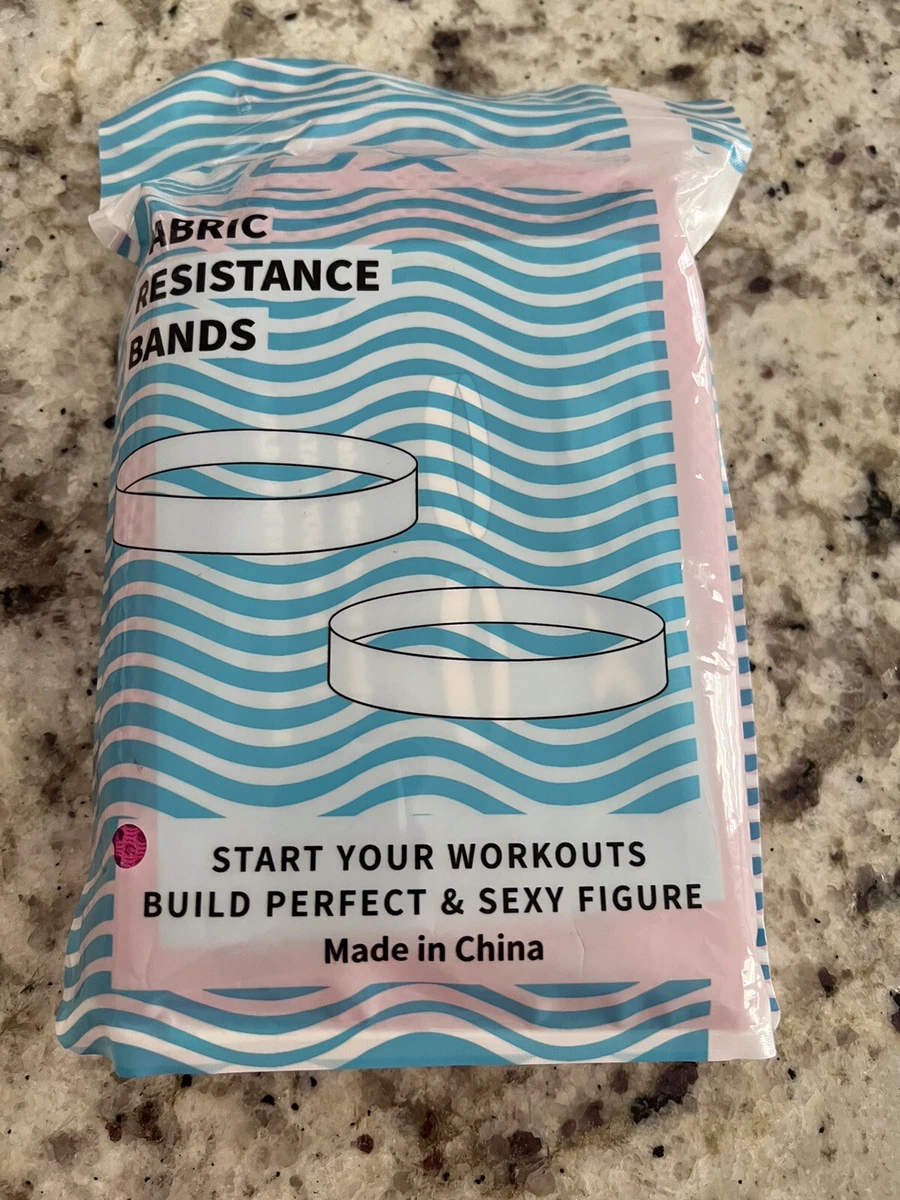 ABRIC
RESISTANCE
BANDS
START YOUR WORKOUTS
BUILD PERFECT & SEXY FIGURE
Made in China